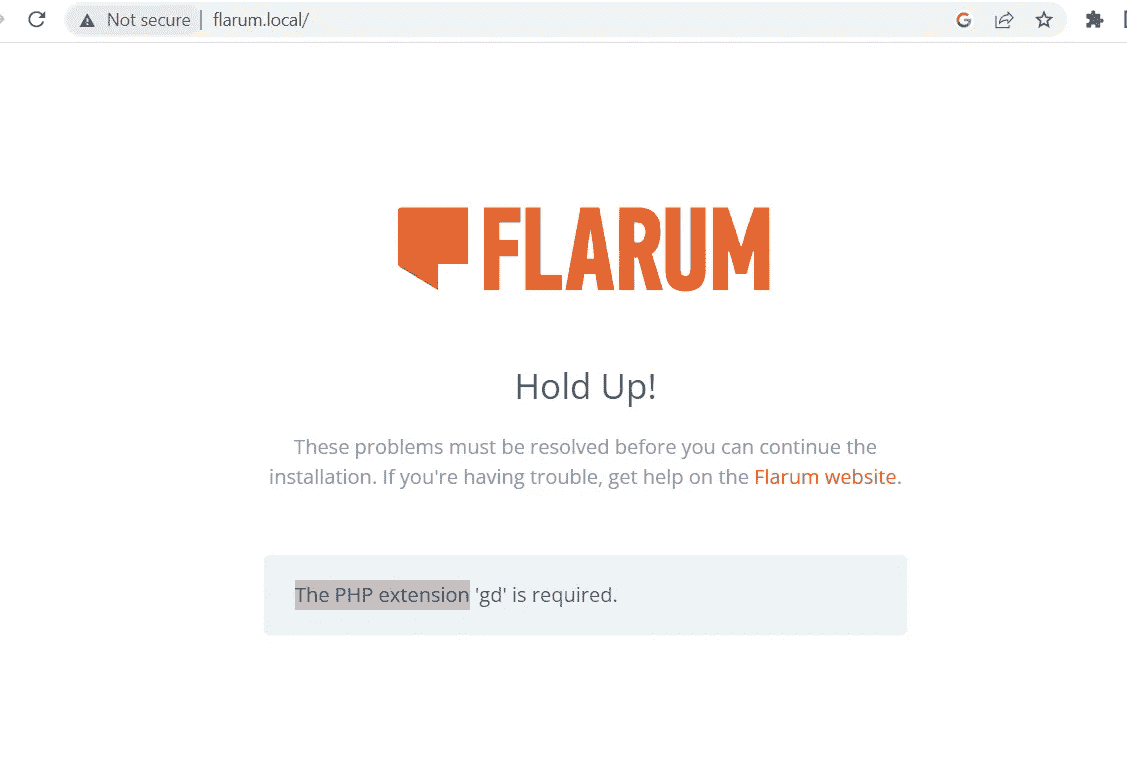 Not secure | flarum.local/
FLARUM
Hold Up!
These problems must be resolved before you can continue the
installation. If you're having trouble, get help on the Flarum website.
The PHP extension 'gd' is required.